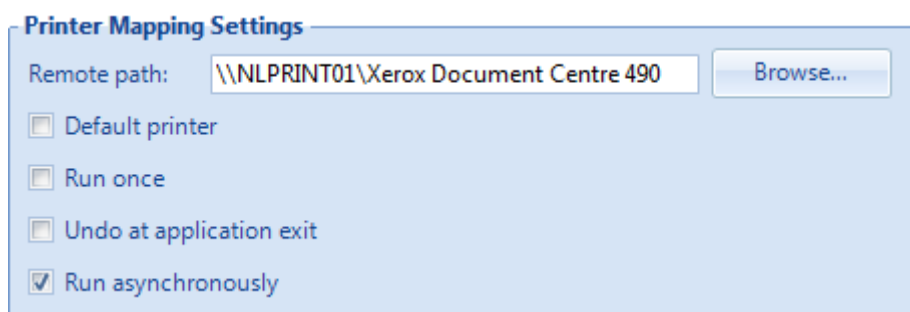 Printer Mapping Settings
Remote path: \\NLPRINT01\Xerox Document Centre 490 Browse...
Default printer
Run once
Undo at application exit
Run asynchronously